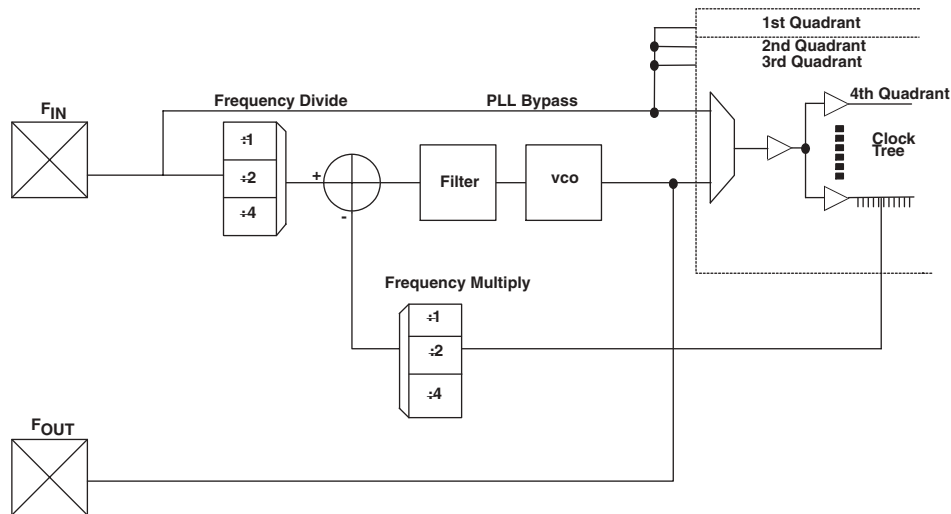 1st Quadrant
2nd Quadrant
3rd Quadrant
4th Quadrant
Frequency Divide
PLL Bypass
FIN
÷1
÷2
÷4
+
-
Filter
vco
Clock
Tree
Frequency Multiply
÷1
÷2
÷4
FOUT